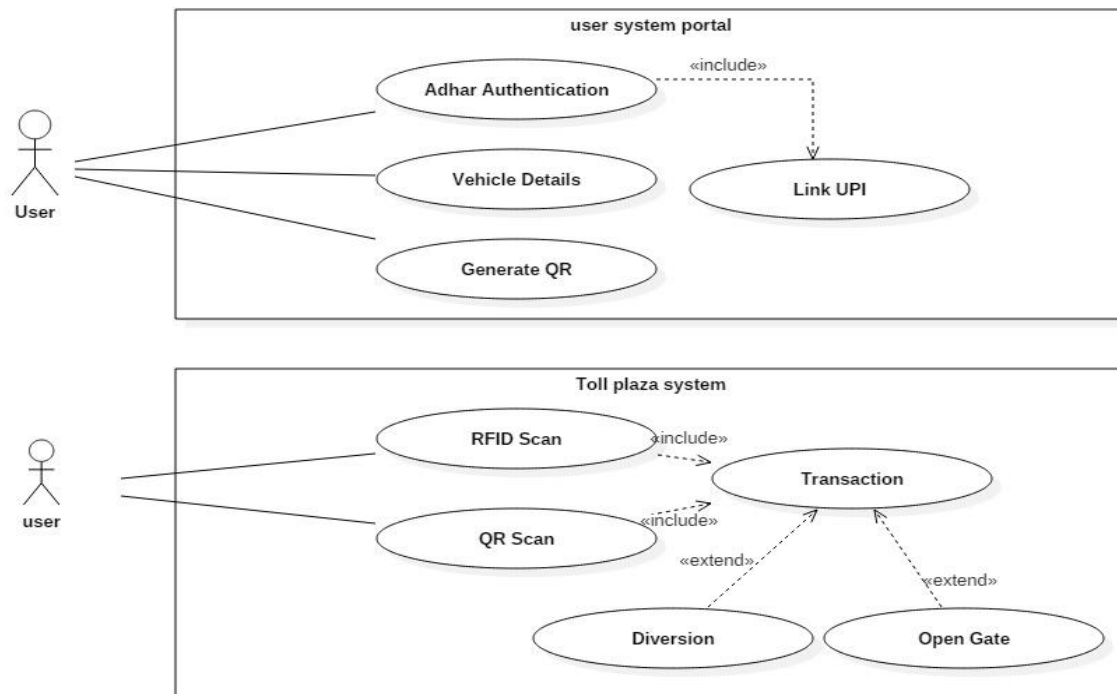 user system portal
Adhar Authentication
«include»
Vehicle Details
Link UPI
User
Generate QR
Toll plaza system
RFID Scan
«include»
Transaction
user
QR Scan
«include»
«extend»
«extend»
Diversion
Open Gate